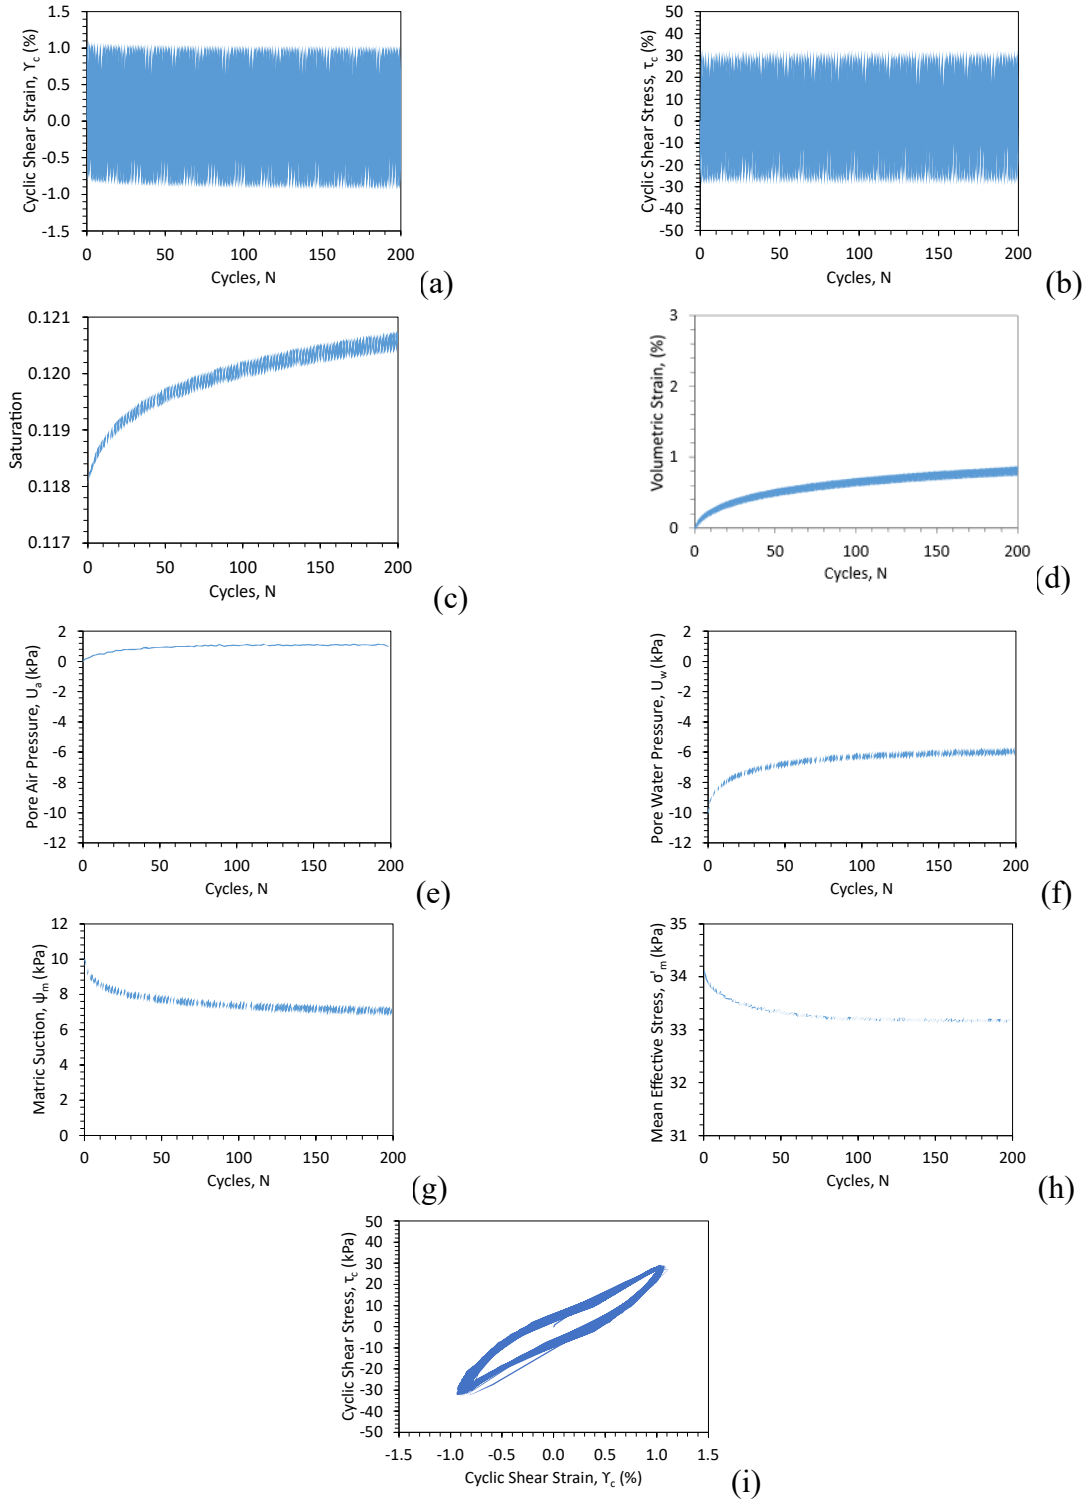 Cyclic Shear Strain, ϒc (%)
1.5
1.0
0.5
0.0
-0.5
-1.0
-1.5
0 50 100 150 200
Cycles, N
(a)
Cyclic Shear Stress, τc (%)
50
40
30
20
10
0
-10
-20
-30
-40
-50
0 50 100 150 200
Cycles, N
(b)
Saturation
0.121
0.120
0.119
0.118
0.117
0 50 100 150 200
Cycles, N
(c)
Volumetric Strain, (%)
3
2
1
0
0 50 100 150 200
Cycles, N
(d)
Pore Air Pressure, Ua (kPa)
2
0
-2
-4
-6
-8
-10
-12
0 50 100 150 200
Cycles, N
(e)
Pore Water Pressure, Uw (kPa)
2
0
-2
-4
-6
-8
-10
-12
0 50 100 150 200
Cycles, N
(f)
Matric Suction, ψm (kPa)
12
10
8
6
4
2
0
0 50 100 150 200
Cycles, N
(g)
Mean Effective Stress, σ'm (kPa)
35
34
33
32
31
0 50 100 150 200
Cycles, N
(h)
Cyclic Shear Stress, τc (kPa)
50
40
30
20
10
0
-10
-20
-30
-40
-50
-1.5 -1.0 -0.5 0.0 0.5 1.0 1.5
Cyclic Shear Strain, ϒc (%)
(i)